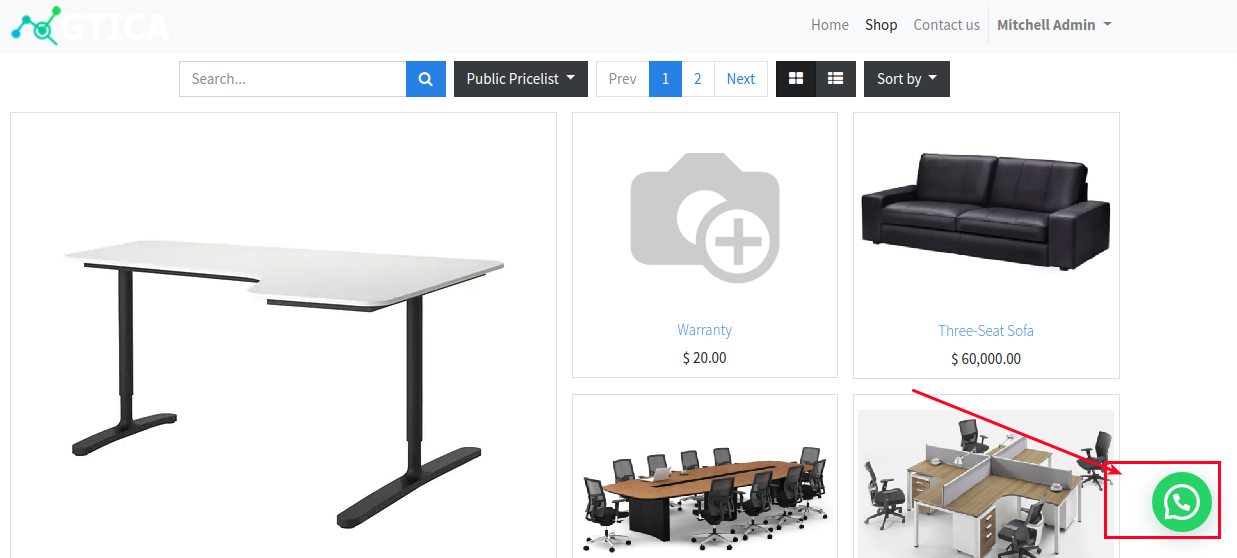 GTICA
Home Shop Contact us Mitchell Admin
Search... Public Pricelist Prev 1 2 Next Sort by
Warranty
$ 20.00
Three-Seat Sofa
$ 60,000.00